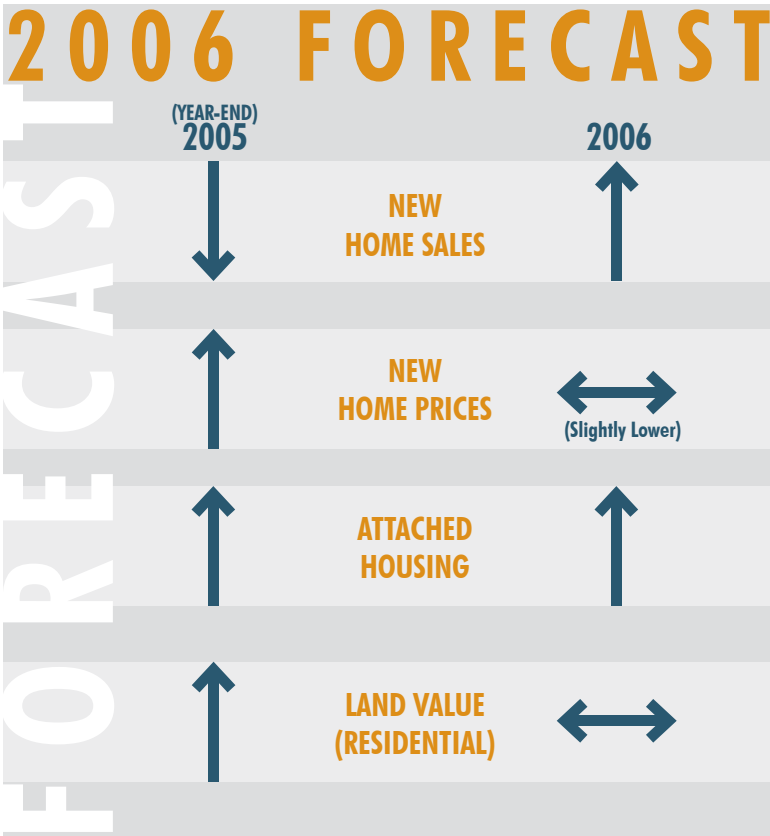 2006 FORECAST
FORECAST
(YEAR-END)
2005
2006
NEW
HOME SALES
NEW
HOME PRICES
(Slightly Lower)
ATTACHED
HOUSING
LAND VALUE
(RESIDENTIAL)